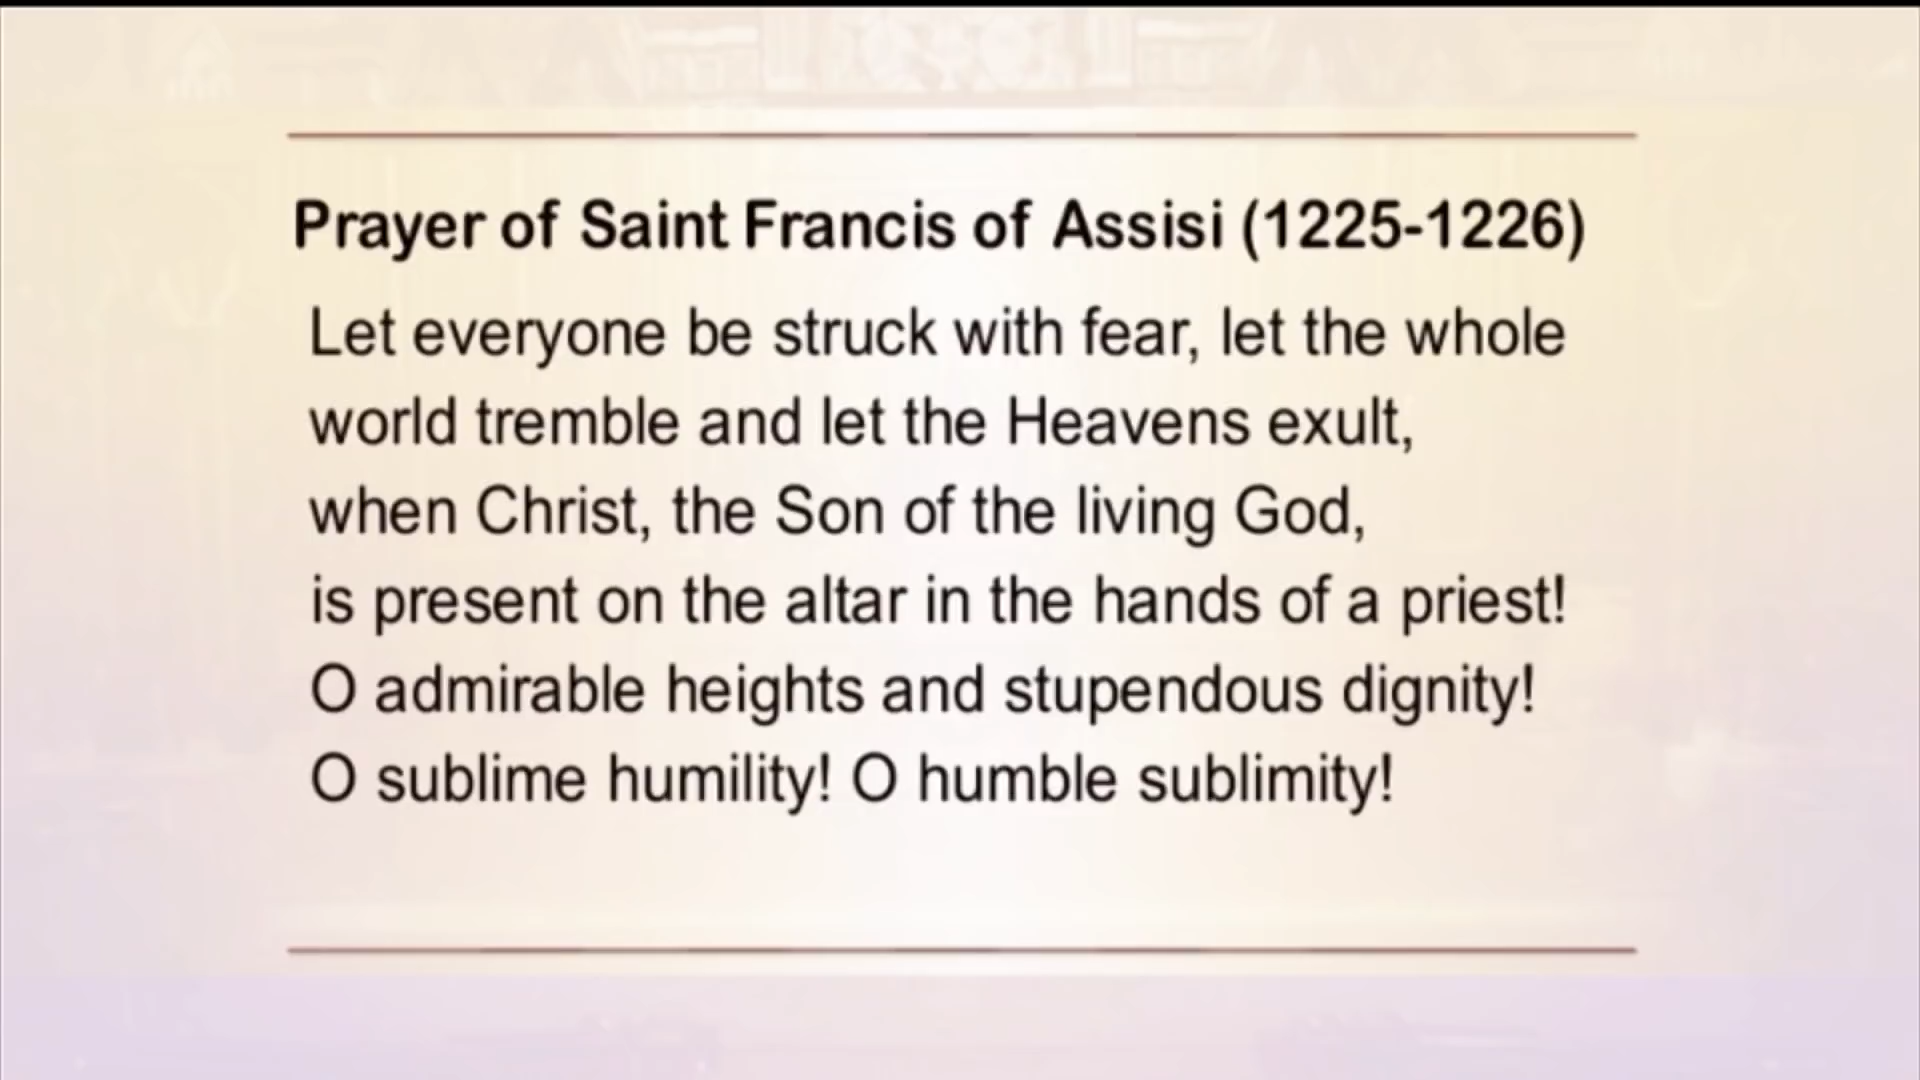 Prayer of Saint Francis of Assisi (1225-1226)
Let everyone be struck with fear, let the whole
world tremble and let the Heavens exult,
when Christ, the Son of the living God,
is present on the altar in the hands of a priest!
O admirable heights and stupendous dignity!
O sublime humility! O humble sublimity!